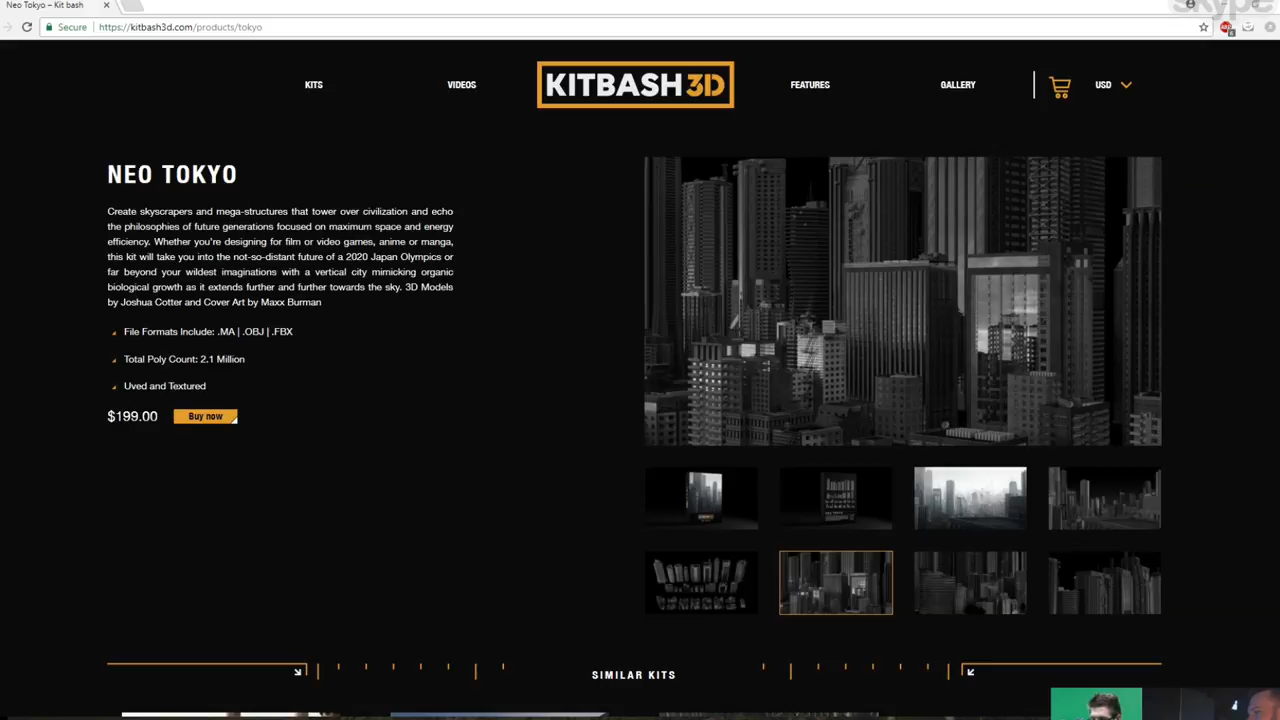 Neo Tokyo – Kit bash
skype
Secure
https://kitbash3d.com/products/tokyo
KITS
VIDEOS
KITBASH 3D
FEATURES
GALLERY
USD
NEO TOKYO
Create skyscrapers and mega-structures that tower over civilization and echo
the philosophies of future generations focused on maximum space and energy
efficiency. Whether you're designing for film or video games, anime or manga,
this kit will take you into the not-so-distant future of a 2020 Japan Olympics or
far beyond your wildest imaginations with a vertical city mimicking organic
biological growth as it extends further and further towards the sky. 3D Models
by Joshua Cotter and Cover Art by Maxx Burman
File Formats Include: .MA | .OBJ | .FBX
Total Poly Count: 2.1 Million
Uved and Textured
$199.00
Buy now
SIMILAR KITS